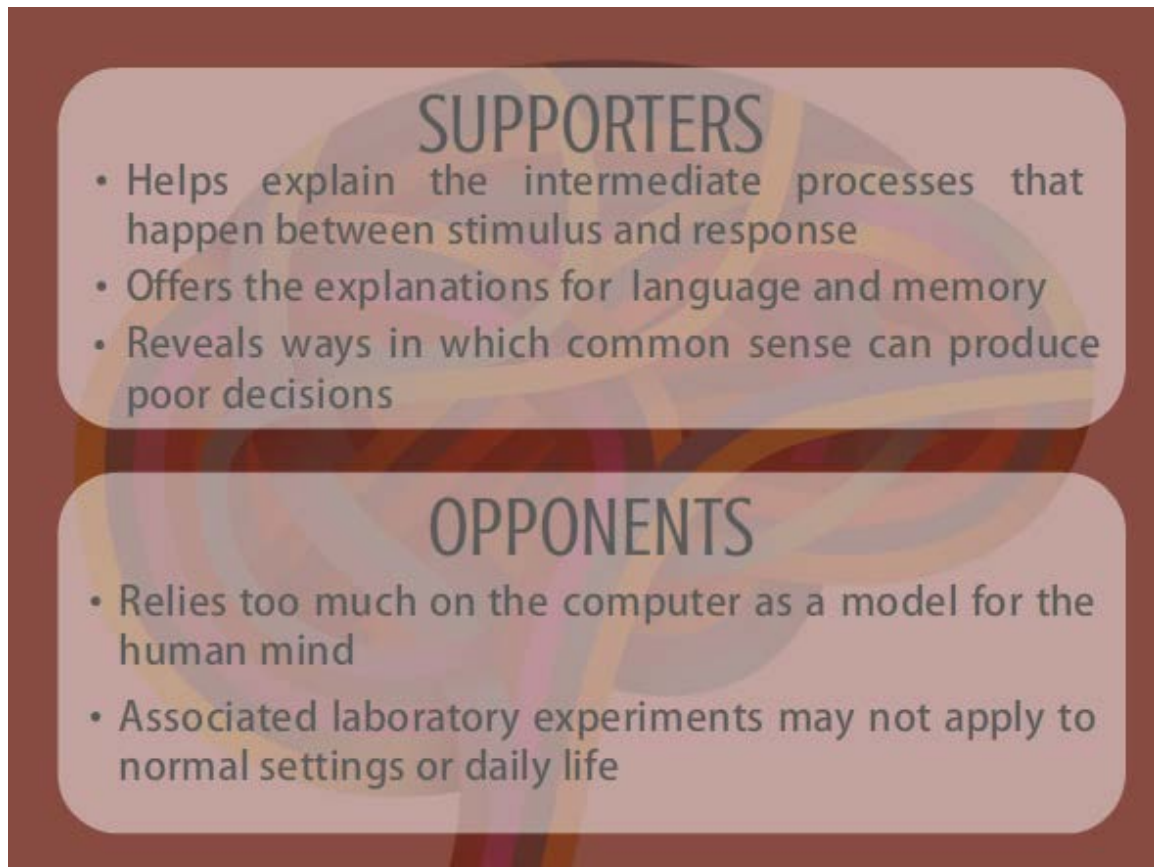 SUPPORTERS
• Helps explain the intermediate processes that
happen between stimulus and response
• Offers the explanations for language and memory
• Reveals ways in which common sense can produce
poor decisions
OPPONENTS
• Relies too much on the computer as a model for the
human mind
• Associated laboratory experiments may not apply to
normal settings or daily life